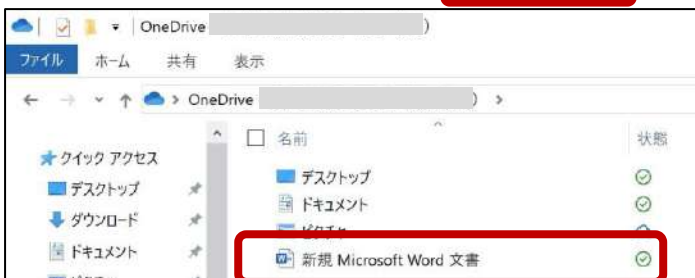 OneDrive )
ファイル ホーム 共有 表示
OneDrive )
名前 状態
クイック アクセス
デスクトップ
ダウンロード
ドキュメント
デスクトップ
ドキュメント
新規 Microsoft Word 文書